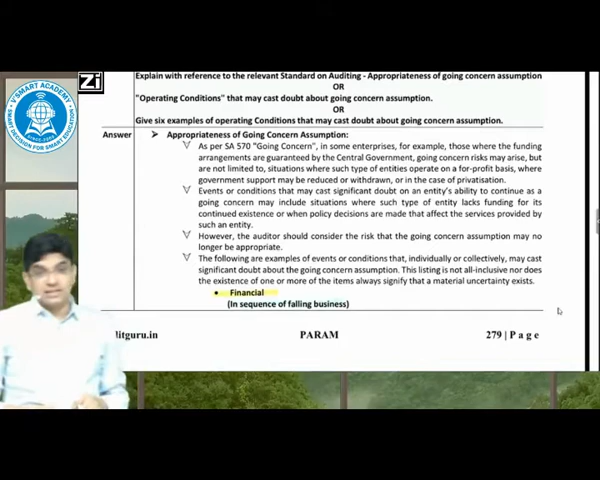 Zi
V'SMART ACADEMY
DECISION FOR SMART EDUCATION
Explain with reference to the relevant Standard on Auditing - Appropriateness of going concern assumption
OR
"Operating Conditions" that may cast doubt about going concern assumption.
OR
Give six examples of operating Conditions that may cast doubt about going concern assumption.
Answer
➤ Appropriateness of Going Concern Assumption:
As per SA 570 "Going Concern", in some enterprises, for example, those where the funding
arrangements are guaranteed by the Central Government, going concern risks may arise, but
are not limited to, situations where such type of entities operate on a for-profit basis, where
government support may be reduced or withdrawn, or in the case of privatisation.
Events or conditions that may cast significant doubt on an entity's ability to continue as a
going concern may include situations where such type of entity lacks funding for its
continued existence or when policy decisions are made that affect the services provided by
such an entity.
However, the auditor should consider the risk that the going concern assumption may no
longer be appropriate.
The following are examples of events or conditions that, individually or collectively, may cast
significant doubt about the going concern assumption. This listing is not all-inclusive nor does
the existence of one or more of the items always signify that a material uncertainty exists.
• Financial
(In sequence of falling business)
ditguru.in
PARAM
279 | P a g e